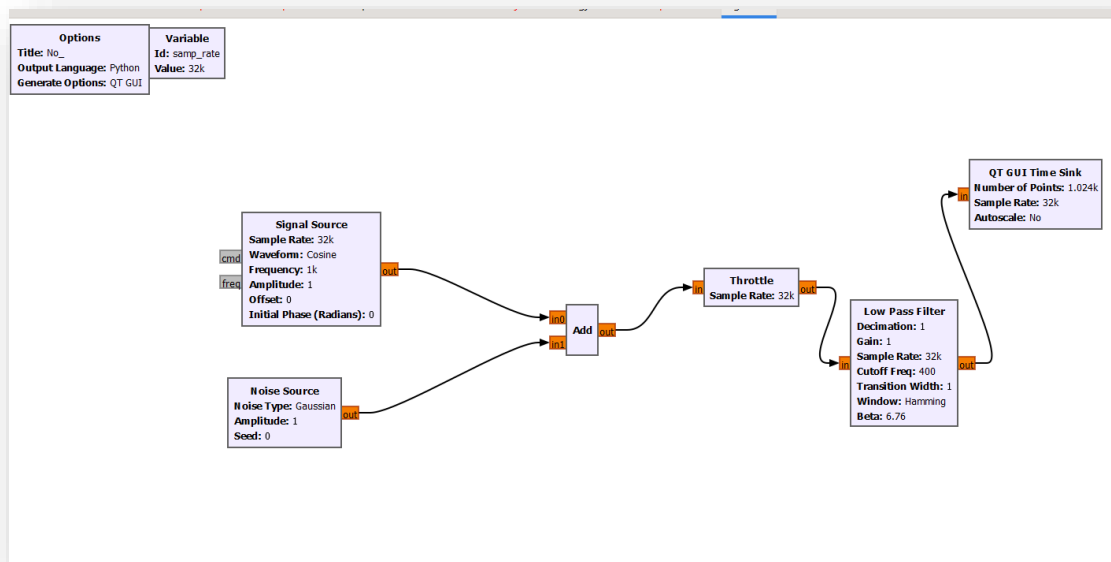 Options
Title: No_
Output Language: Python
Generate Options: QT GUI
Variable
Id: samp_rate
Value: 32k
QT GUI Time Sink
Number of Points: 1.024k
Sample Rate: 32k
Autoscale: No
in
Signal Source
Sample Rate: 32k
Waveform: Cosine
Frequency: 1k
Amplitude: 1
Offset: 0
Initial Phase (Radians): 0
cmd
freq
out
Throttle
Sample Rate: 32k
in
out
in0
in1
Add
out
Low Pass Filter
Decimation: 1
Gain: 1
Sample Rate: 32k
Cutoff Freq: 400
Transition Width: 1
Window: Hamming
Beta: 6.76
in
out
Noise Source
Noise Type: Gaussian
Amplitude: 1
Seed: 0
out